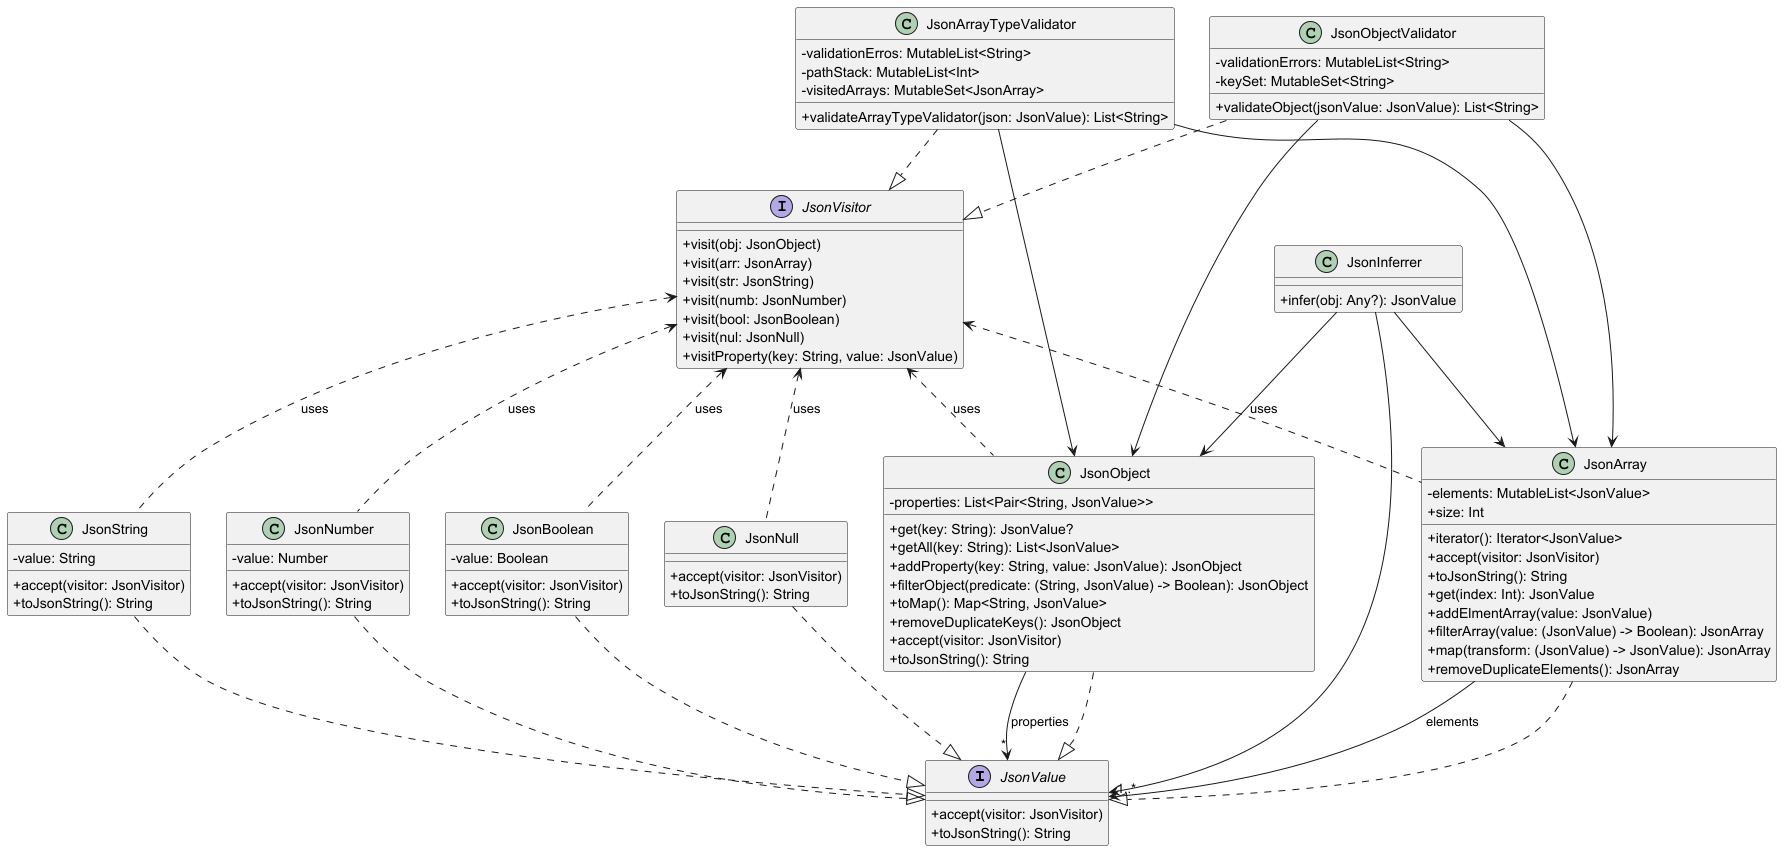 C JsonArrayTypeValidator
-validationErros: MutableList<String>
-pathStack: MutableList<Int>
-visitedArrays: MutableSet<JsonArray>
+validateArrayTypeValidator(json: JsonValue): List<String>
C JsonObjectValidator
-validationErrors: MutableList<String>
-keySet: MutableSet<String>
+validateObject(jsonValue: JsonValue): List<String>
I JsonVisitor
+visit(obj: JsonObject)
+visit(arr: JsonArray)
+visit(str: JsonString)
+visit(numb: JsonNumber)
+visit(bool: JsonBoolean)
+visit(nul: JsonNull)
+visitProperty(key: String, value: JsonValue)
C JsonInferrer
+infer(obj: Any?): JsonValue
uses
uses
uses
uses
uses
uses
C JsonString
-value: String
+accept(visitor: JsonVisitor)
+toJsonString(): String
C JsonNumber
-value: Number
+accept(visitor: JsonVisitor)
+toJsonString(): String
C JsonBoolean
-value: Boolean
+accept(visitor: JsonVisitor)
+toJsonString(): String
C JsonNull
+accept(visitor: JsonVisitor)
+toJsonString(): String
C JsonObject
-properties: List<Pair<String, JsonValue>>
+get(key: String): JsonValue?
+getAll(key: String): List<JsonValue>
+addProperty(key: String, value: JsonValue): JsonObject
+filterObject(predicate: (String, JsonValue) -> Boolean): JsonObject
+toMap(): Map<String, JsonValue>
+removeDuplicateKeys(): JsonObject
+accept(visitor: JsonVisitor)
+toJsonString(): String
C JsonArray
-elements: MutableList<JsonValue>
+size: Int
+iterator(): Iterator<JsonValue>
+accept(visitor: JsonVisitor)
+toJsonString(): String
+get(index: Int): JsonValue
+addElmentArray(value: JsonValue)
+filterArray(value: (JsonValue) -> Boolean): JsonArray
+map(transform: (JsonValue) -> JsonValue): JsonArray
+removeDuplicateElements(): JsonArray
properties
*
elements
*
I JsonValue
+accept(visitor: JsonVisitor)
+toJsonString(): String